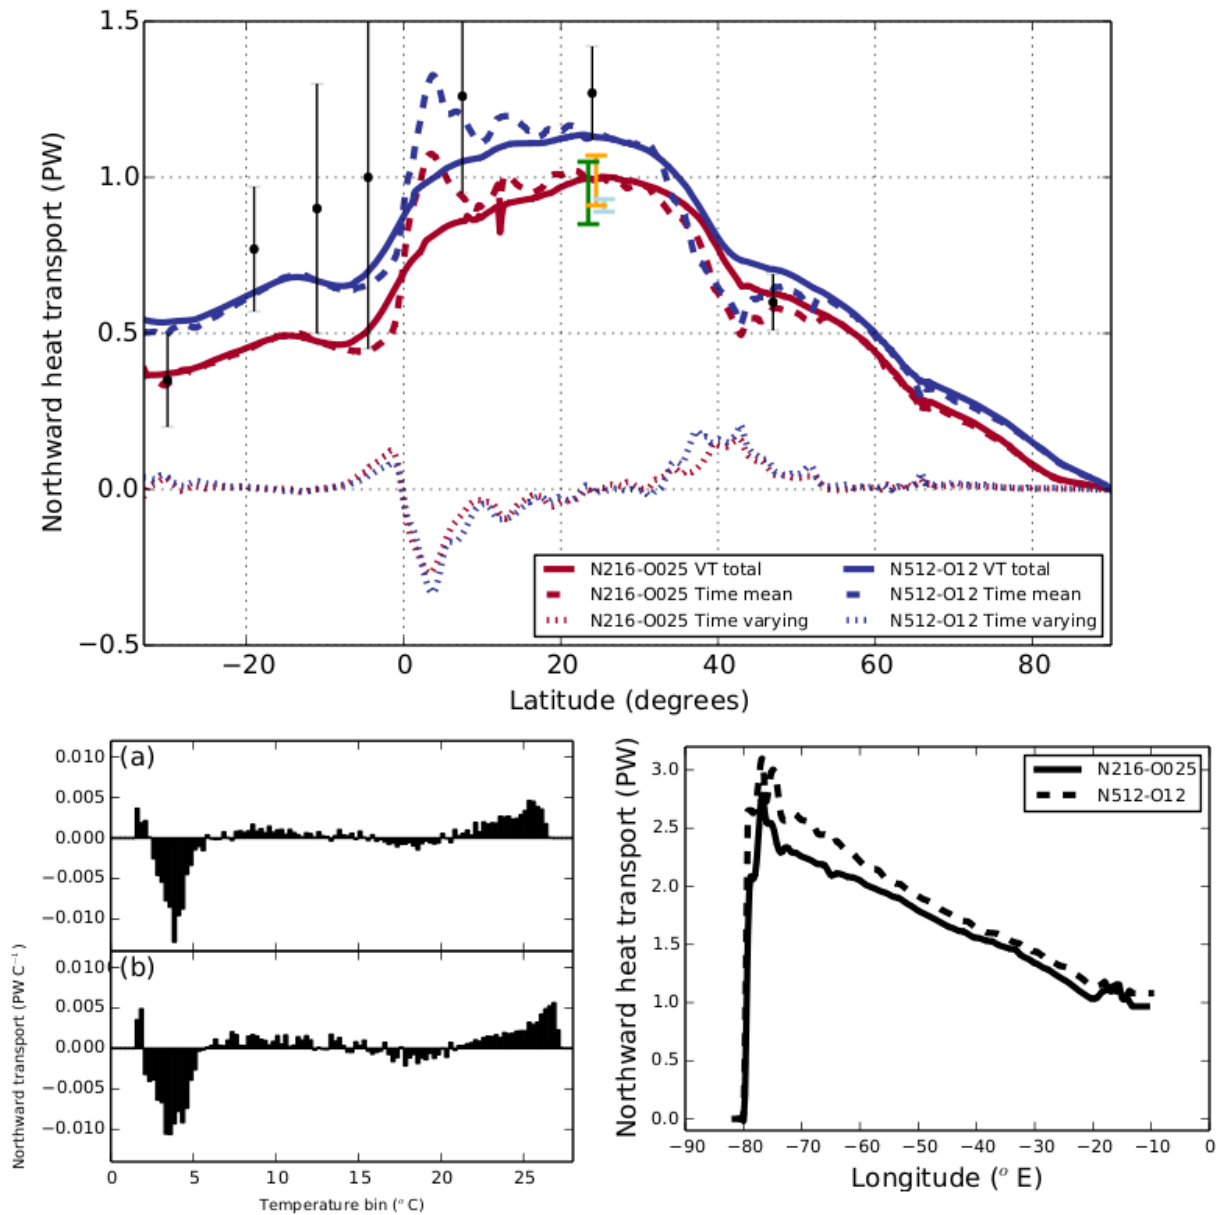 1.5
1.0
0.5
0.0
−0.5
Northward heat transport (PW)
N216-O025 VT total
N216-O025 Time mean
N216-O025 Time varying
N512-O12 VT total
N512-O12 Time mean
N512-O12 Time varying
−20 0 20 40 60 80
Latitude (degrees)
(a)
0.010
0.005
0.000
−0.005
−0.010
(b)
0.010
0.005
0.000
−0.005
−0.010
Northward transport (PW C⁻¹)
0 5 10 15 20 25
Temperature bin (° C)
3.0
2.5
2.0
1.5
1.0
0.5
0.0
Northward heat transport (PW)
N216-O025
N512-O12
−90 −80 −70 −60 −50 −40 −30 −20 −10 0
Longitude (° E)